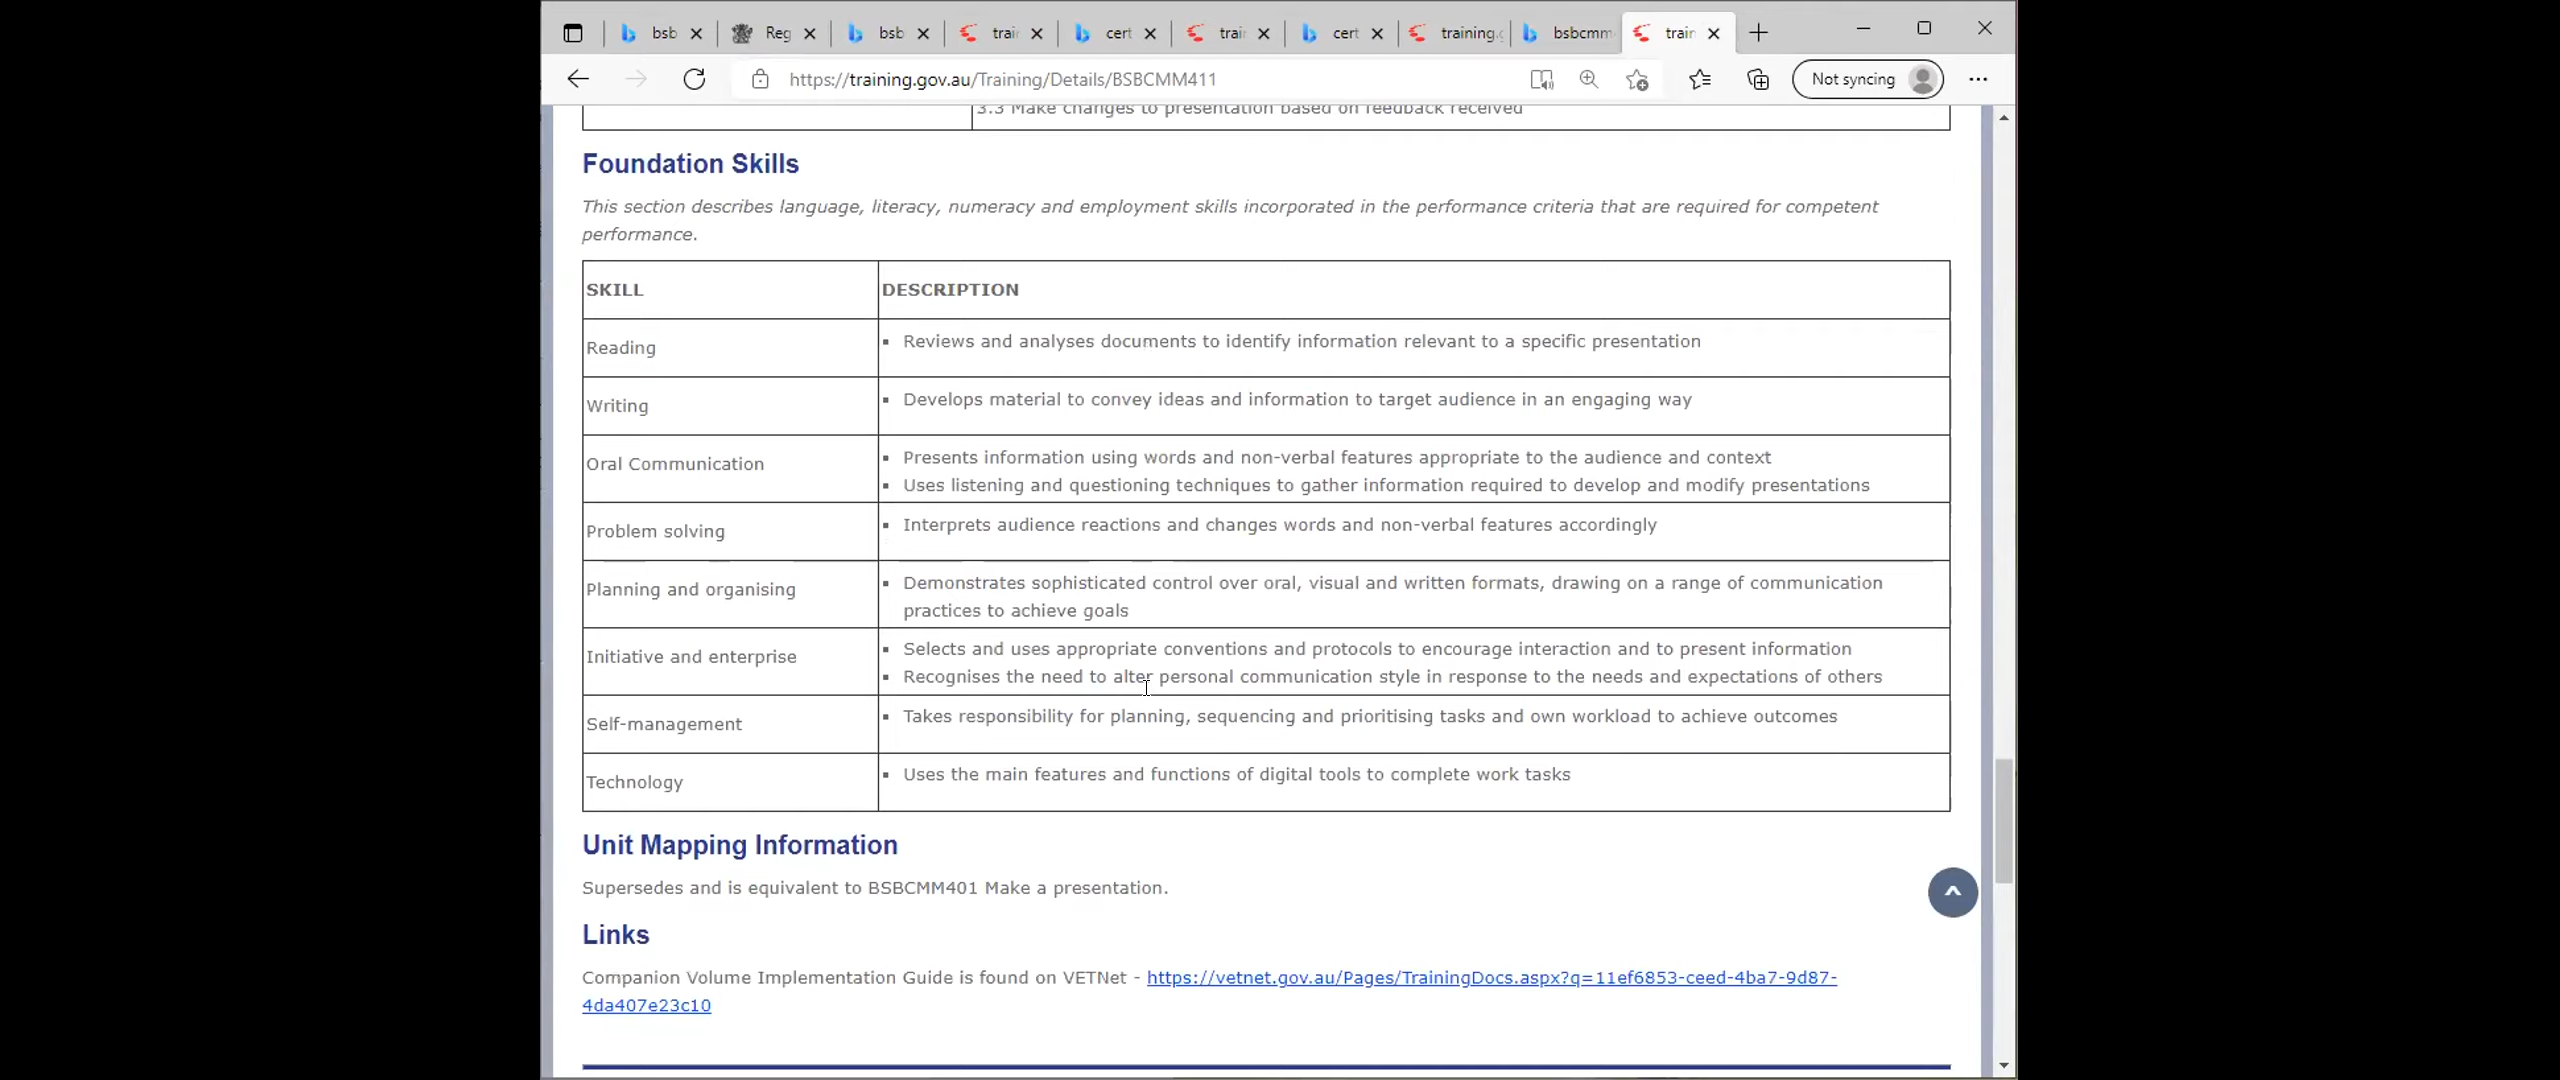 bsb
Reg
bsb
trair
cert
trair
cert
training.g
bsbcmm
train
https://training.gov.au/Training/Details/BSBCMM411
Not syncing
3.3 Make changes to presentation based on feedback received
Foundation Skills
This section describes language, literacy, numeracy and employment skills incorporated in the performance criteria that are required for competent
performance.
SKILL
DESCRIPTION
Reading
▪ Reviews and analyses documents to identify information relevant to a specific presentation
Writing
▪ Develops material to convey ideas and information to target audience in an engaging way
Oral Communication
▪ Presents information using words and non-verbal features appropriate to the audience and context
▪ Uses listening and questioning techniques to gather information required to develop and modify presentations
Problem solving
▪ Interprets audience reactions and changes words and non-verbal features accordingly
Planning and organising
▪ Demonstrates sophisticated control over oral, visual and written formats, drawing on a range of communication
practices to achieve goals
Initiative and enterprise
▪ Selects and uses appropriate conventions and protocols to encourage interaction and to present information
▪ Recognises the need to alter personal communication style in response to the needs and expectations of others
Self-management
▪ Takes responsibility for planning, sequencing and prioritising tasks and own workload to achieve outcomes
Technology
▪ Uses the main features and functions of digital tools to complete work tasks
Unit Mapping Information
Supersedes and is equivalent to BSBCMM401 Make a presentation.
Links
Companion Volume Implementation Guide is found on VETNet - https://vetnet.gov.au/Pages/TrainingDocs.aspx?q=11ef6853-ceed-4ba7-9d87-
4da407e23c10